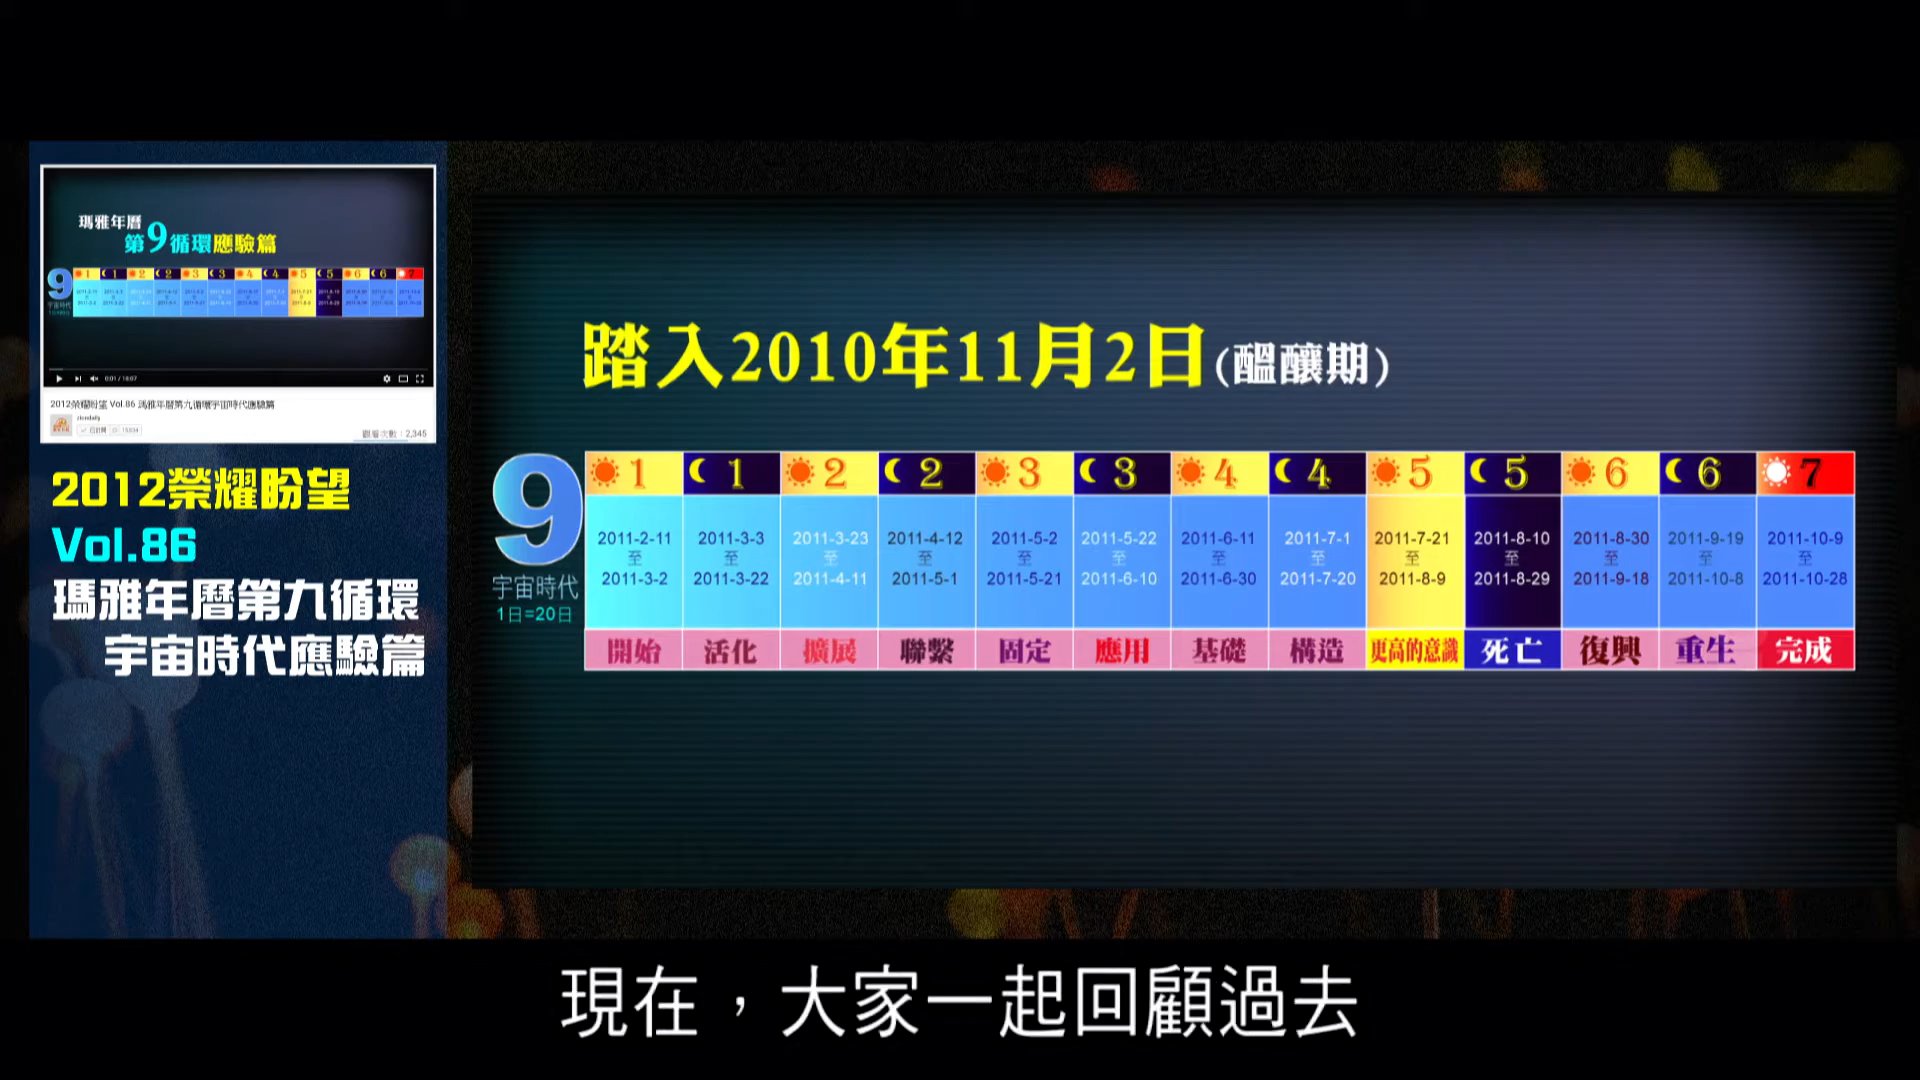 瑪雅年曆
第9循環應驗篇
2012榮耀盼望 Vol.86 瑪雅年曆第九循環宇宙時代應驗篇
觀看次數：2,345
2012榮耀盼望
Vol.86
瑪雅年曆第九循環
宇宙時代應驗篇
踏入2010年11月2日(醞釀期)
9
宇宙時代
1日=20日
1 1 2 2 3 3 4 4 5 5 6 6 7
2011-2-11 2011-3-3 2011-3-23 2011-4-12 2011-5-2 2011-5-22 2011-6-11 2011-7-1 2011-7-21 2011-8-10 2011-8-30 2011-9-19 2011-10-9
至 至 至 至 至 至 至 至 至 至 至 至 至
2011-3-2 2011-3-22 2011-4-11 2011-5-1 2011-5-21 2011-6-10 2011-6-30 2011-7-20 2011-8-9 2011-8-29 2011-9-18 2011-10-8 2011-10-28
開始 活化 擴展 聯繫 固定 應用 基礎 構造 更高的意識 死亡 復興 重生 完成
現在，大家一起回顧過去